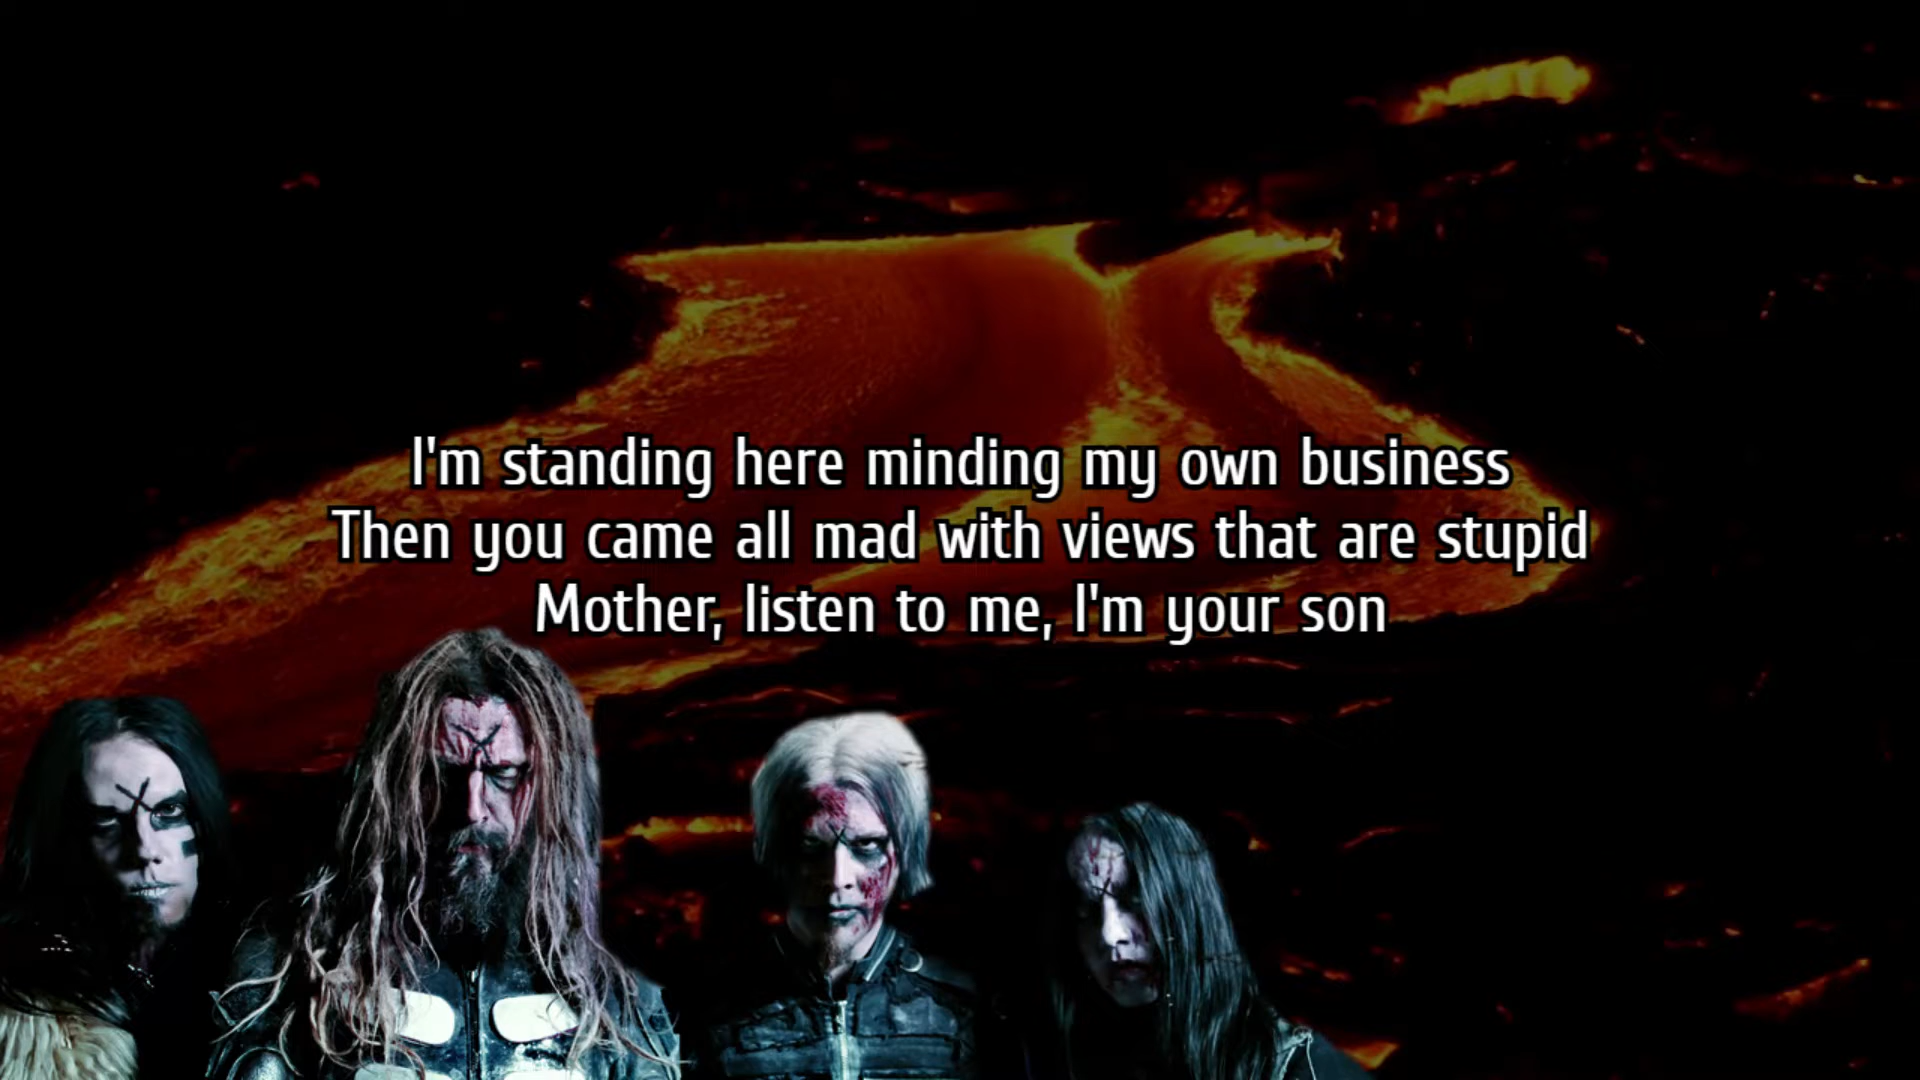 I'm standing here minding my own business
Then you came all mad with views that are stupid
Mother, listen to me, I'm your son